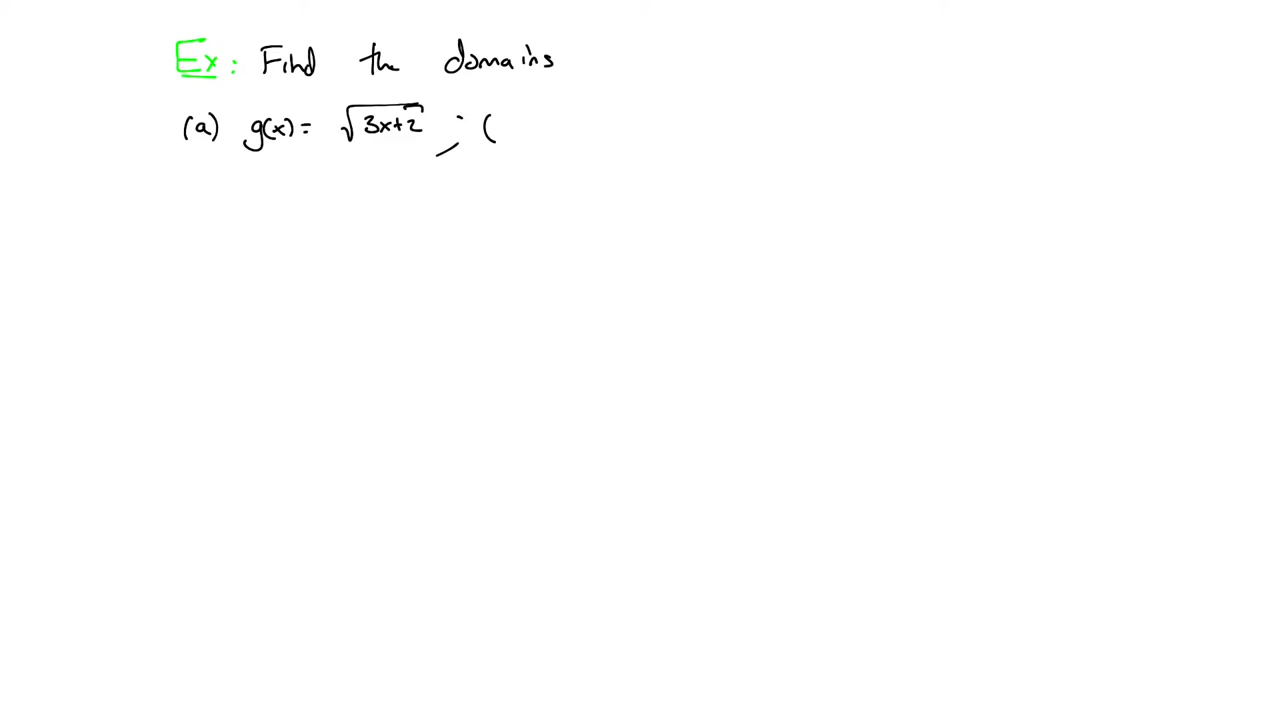 Ex: Find the domains
(a) g(x) = √(3x+2) ; (